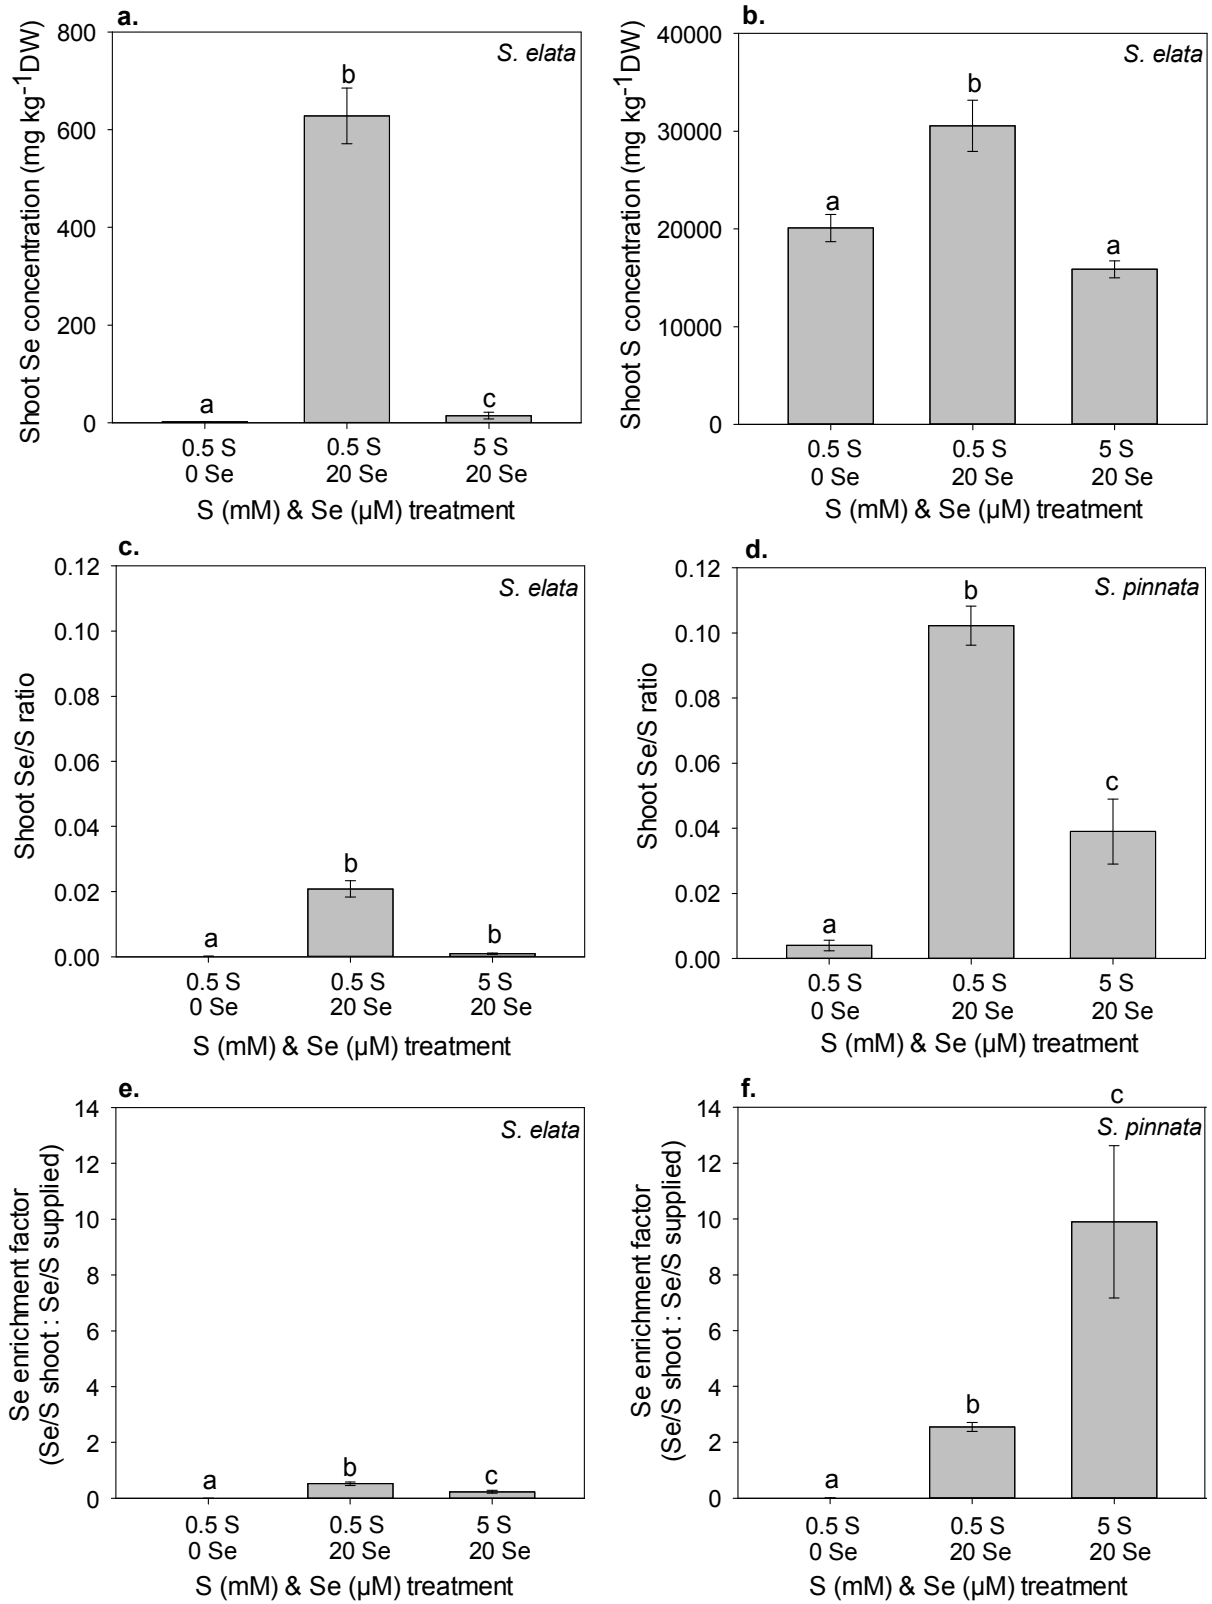 a.
Shoot Se concentration (mg kg⁻¹DW)
800
600
400
200
0
S. elata
a
b
c
0.5 S 0.5 S 5 S
0 Se 20 Se 20 Se
S (mM) & Se (µM) treatment
b.
Shoot S concentration (mg kg⁻¹DW)
40000
30000
20000
10000
0
S. elata
a
b
a
0.5 S 0.5 S 5 S
0 Se 20 Se 20 Se
S (mM) & Se (µM) treatment
c.
Shoot Se/S ratio
0.12
0.10
0.08
0.06
0.04
0.02
0.00
S. elata
a
b
b
0.5 S 0.5 S 5 S
0 Se 20 Se 20 Se
S (mM) & Se (µM) treatment
d.
Shoot Se/S ratio
0.12
0.10
0.08
0.06
0.04
0.02
0.00
S. pinnata
a
b
c
0.5 S 0.5 S 5 S
0 Se 20 Se 20 Se
S (mM) & Se (µM) treatment
e.
Se enrichment factor
(Se/S shoot : Se/S supplied)
14
12
10
8
6
4
2
0
S. elata
a
b
c
0.5 S 0.5 S 5 S
0 Se 20 Se 20 Se
S (mM) & Se (µM) treatment
f.
Se enrichment factor
(Se/S shoot : Se/S supplied)
14
12
10
8
6
4
2
0
c
S. pinnata
a
b
0.5 S 0.5 S 5 S
0 Se 20 Se 20 Se
S (mM) & Se (µM) treatment